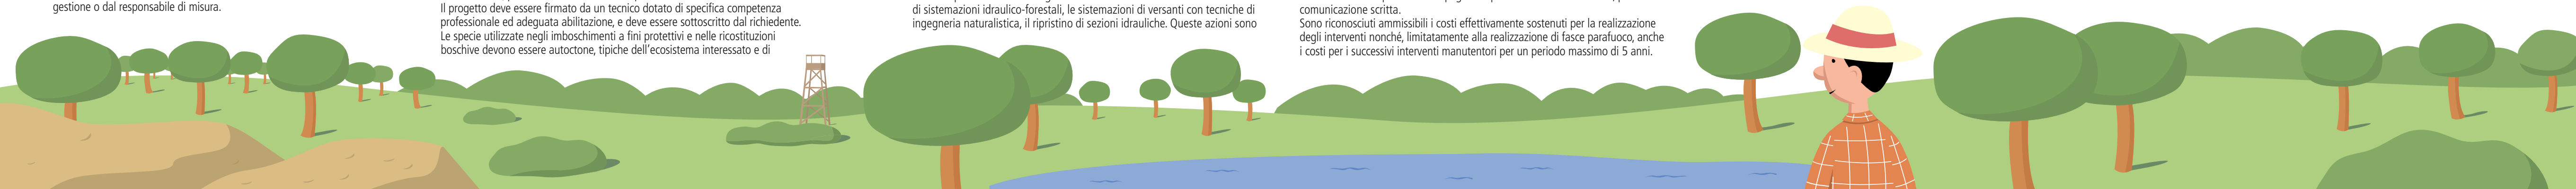 gestione o dal responsabile di misura.
Il progetto deve essere firmato da un tecnico dotato di specifica competenza
professionale ed adeguata abilitazione, e deve essere sottoscritto dal richiedente.
Le specie utilizzate negli imboschimenti a fini protettivi e nelle ricostituzioni
boschive devono essere autoctone, tipiche dell'ecosistema interessato e di
di sistemazioni idraulico-forestali, le sistemazioni di versanti con tecniche di
ingegneria naturalistica, il ripristino di sezioni idrauliche. Queste azioni sono
comunicazione scritta.
Sono riconosciuti ammissibili i costi effettivamente sostenuti per la realizzazione
degli interventi nonché, limitatamente alla realizzazione di fasce parafuoco, anche
i costi per i successivi interventi manutentori per un periodo massimo di 5 anni.